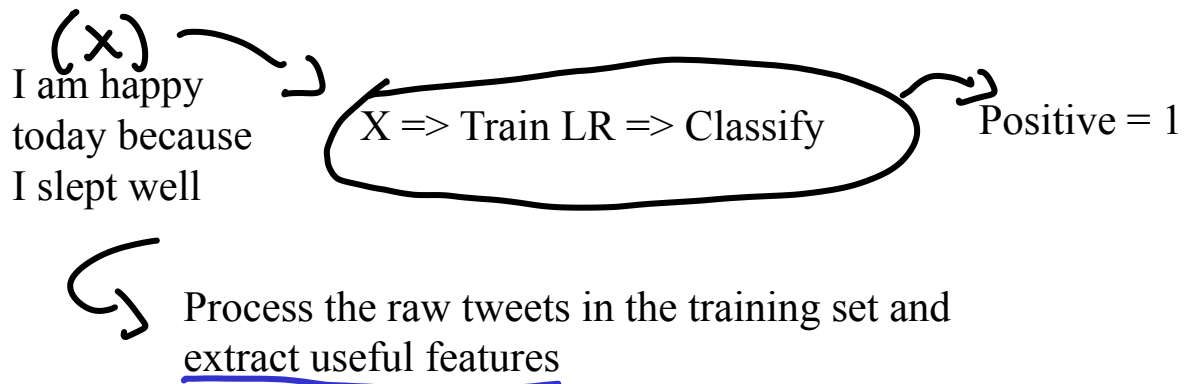 (X)
I am happy
today because
I slept well
X => Train LR => Classify
Positive = 1
Process the raw tweets in the training set and
extract useful features